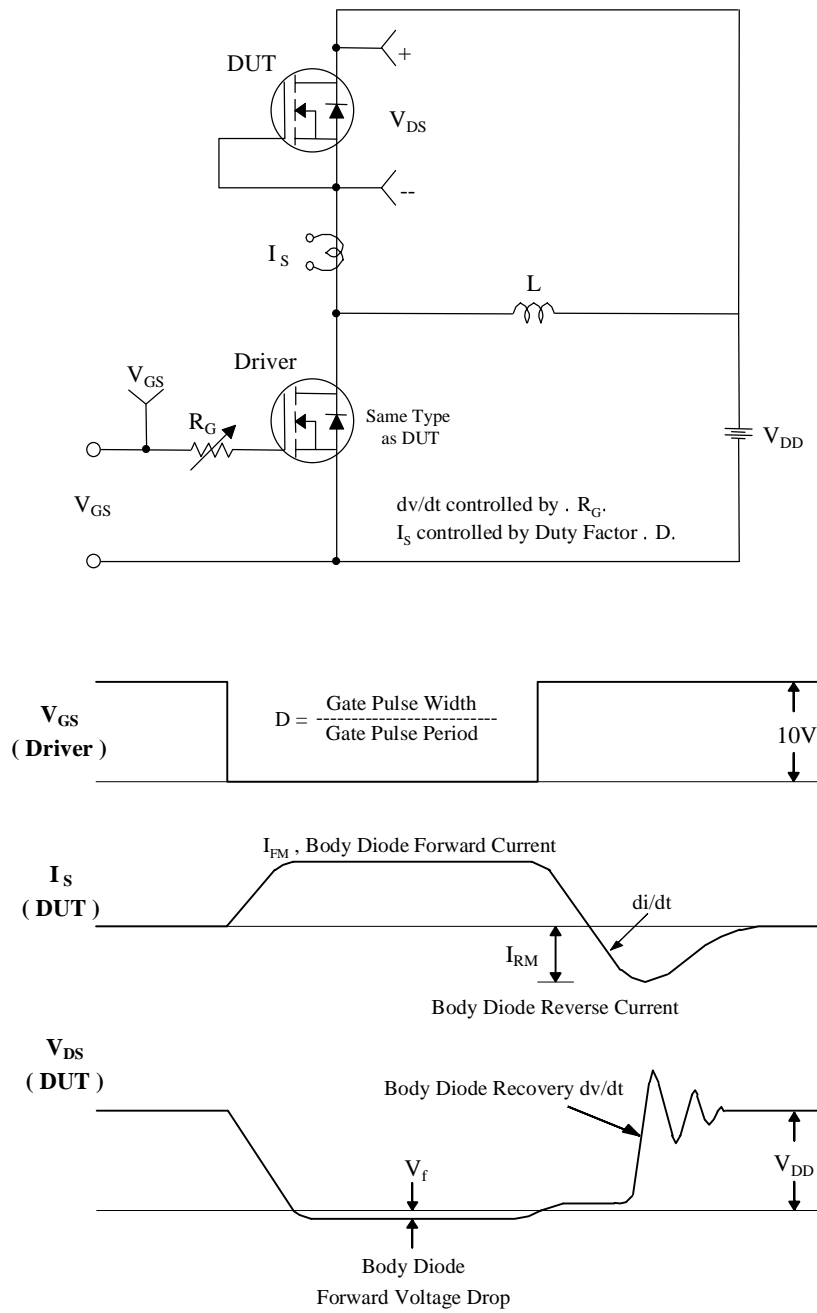 DUT
+
V_DS
--
I_S
L
Driver
V_GS
R_G
Same Type
as DUT
V_DD
V_GS
dv/dt controlled by . R_G.
I_S controlled by Duty Factor . D.
V_GS
( Driver )
D = Gate Pulse Width
--------------------------
Gate Pulse Period
10V
I_FM , Body Diode Forward Current
I_S
( DUT )
di/dt
I_RM
Body Diode Reverse Current
V_DS
( DUT )
Body Diode Recovery dv/dt
V_f
V_DD
Body Diode
Forward Voltage Drop